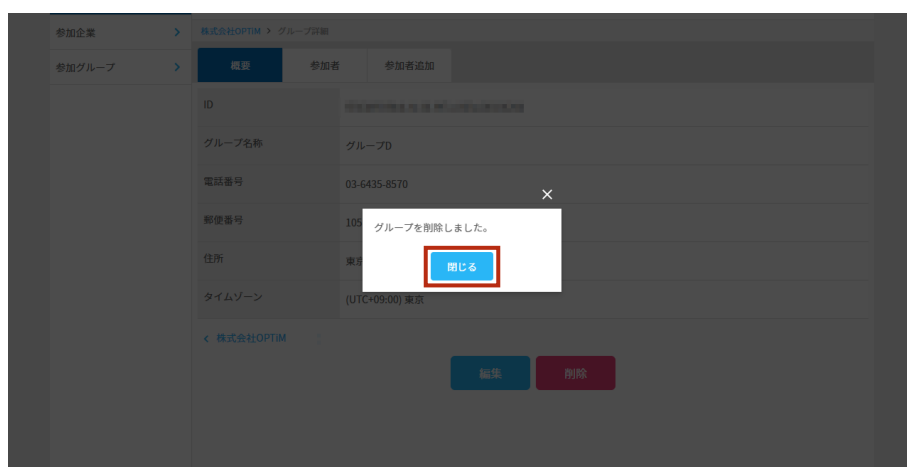 参加企業
株式会社OPTiM グループ詳細
参加グループ
概要 参加者 参加者追加
ID
グループ名称 グループD
電話番号 03-6435-8570
郵便番号 105
グループを削除しました。
住所 東京
閉じる
タイムゾーン (UTC+09:00) 東京
株式会社OPTiM
編集 削除